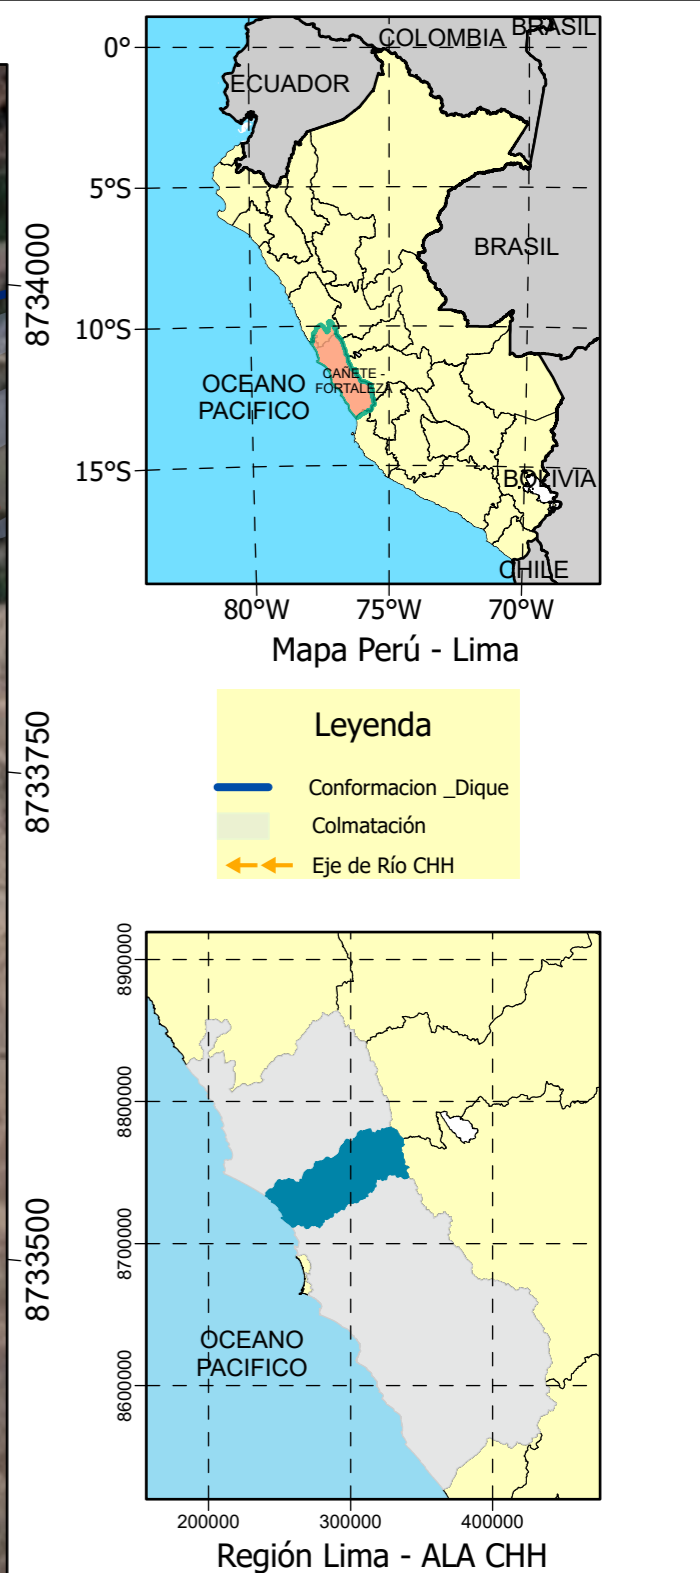 8734000
8733750
8733500
0°
5°S
10°S
15°S
COLOMBIA
BRASIL
ECUADOR
BRASIL
CAÑETE -
FORTALEZA
OCEANO
PACIFICO
BOLIVIA
CHILE
80°W
75°W
70°W
Mapa Perú - Lima
Leyenda
Conformacion _Dique
Colmatación
Eje de Río CHH
8900000
8800000
8700000
8600000
OCEANO
PACIFICO
200000
300000
400000
Región Lima - ALA CHH